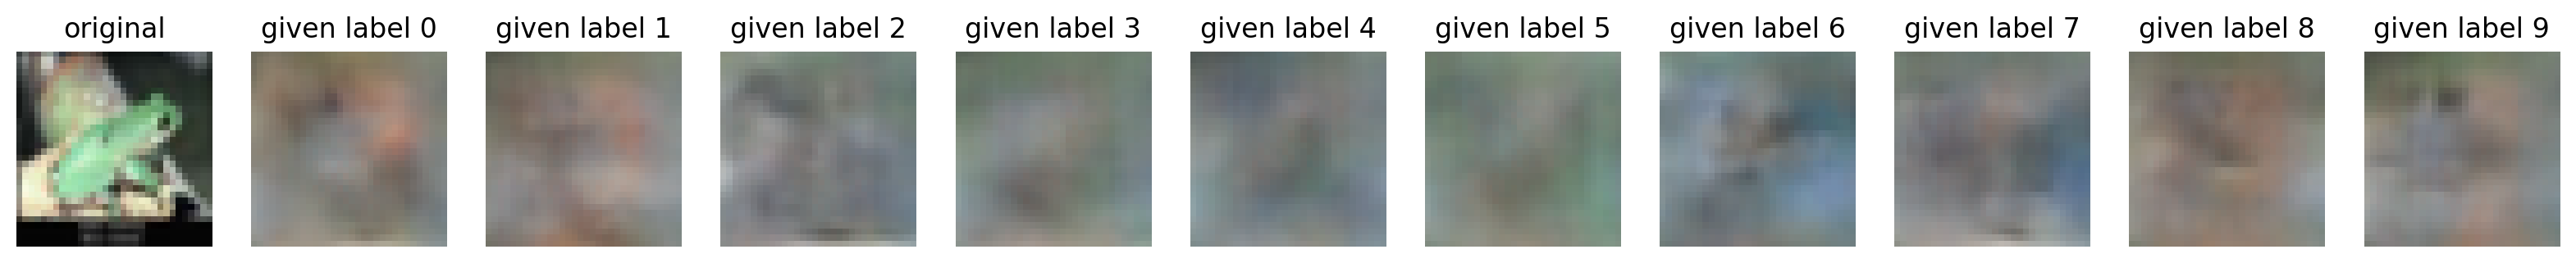 original
given label 0
given label 1
given label 2
given label 3
given label 4
given label 5
given label 6
given label 7
given label 8
given label 9